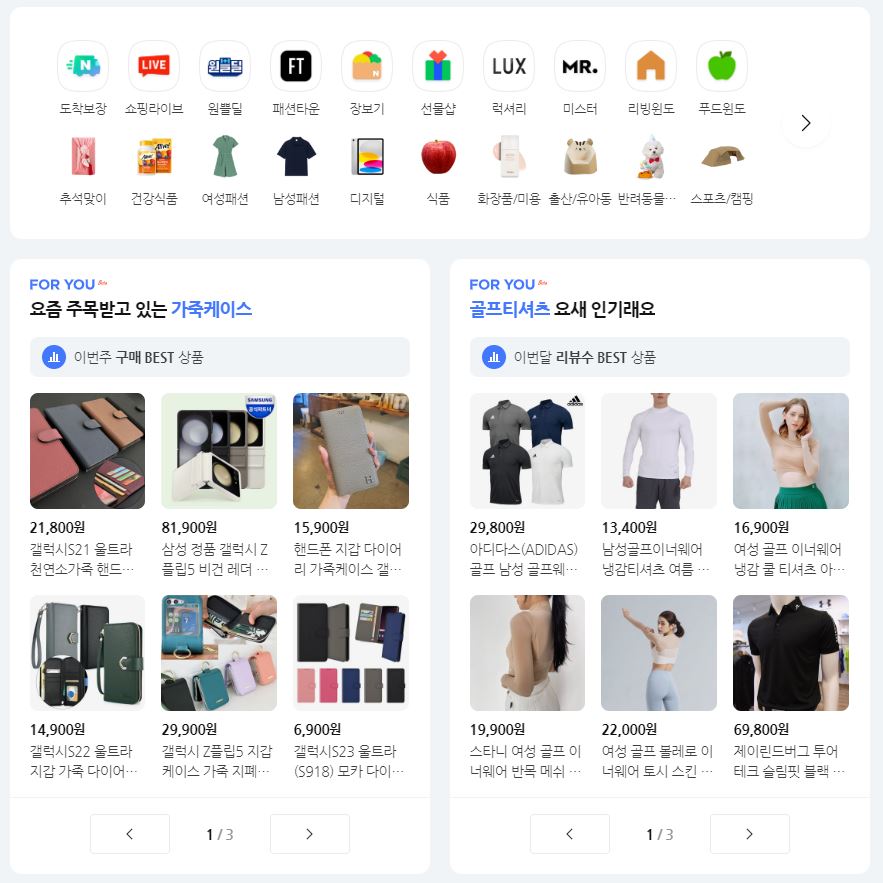 N
LIVE
원쁠딜
FT
N
LUX
MR.
도착보장
쇼핑라이브
원쁠딜
패션타운
장보기
선물샵
럭셔리
미스터
리빙윈도
푸드윈도
추석맞이
건강식품
여성패션
남성패션
디지털
식품
화장품/미용
출산/유아동
반려동물…
스포츠/캠핑
FOR YOU Beta
요즘 주목받고 있는 가죽케이스
이번주 구매 BEST 상품
SAMSUNG
공식파트너
21,800원
갤럭시S21 울트라
천연소가죽 핸드…
81,900원
삼성 정품 갤럭시 Z
플립5 비건 레더 …
15,900원
핸드폰 지갑 다이어
리 가죽케이스 갤…
14,900원
갤럭시S22 울트라
지갑 가죽 다이어…
29,900원
갤럭시 Z플립5 지갑
케이스 가죽 지폐…
6,900원
갤럭시S23 울트라
(S918) 모카 다이…
1 / 3
FOR YOU Beta
골프티셔츠 요새 인기래요
이번달 리뷰수 BEST 상품
29,800원
아디다스(ADIDAS)
골프 남성 골프웨…
13,400원
남성골프이너웨어
냉감티셔츠 여름 …
16,900원
여성 골프 이너웨어
냉감 쿨 티셔츠 아…
19,900원
스타니 여성 골프 이
너웨어 반목 메쉬 …
22,000원
여성 골프 볼레로 이
너웨어 토시 스킨 …
69,800원
제이린드버그 투어
테크 슬림핏 블랙 …
1 / 3